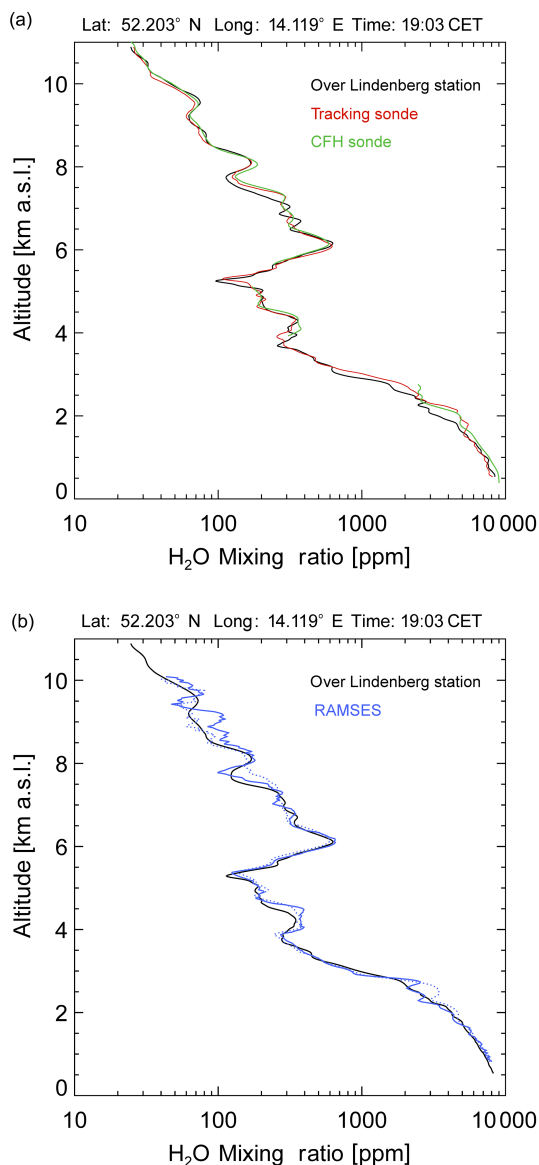 (a)
Lat: 52.203° N Long: 14.119° E Time: 19:03 CET
Over Lindenberg station
Tracking sonde
CFH sonde
10
8
6
4
2
0
Altitude [km a.s.l.]
10 100 1000 10 000
H₂O Mixing ratio [ppm]
(b)
Lat: 52.203° N Long: 14.119° E Time: 19:03 CET
Over Lindenberg station
RAMSES
10
8
6
4
2
0
Altitude [km a.s.l.]
10 100 1000 10 000
H₂O Mixing ratio [ppm]